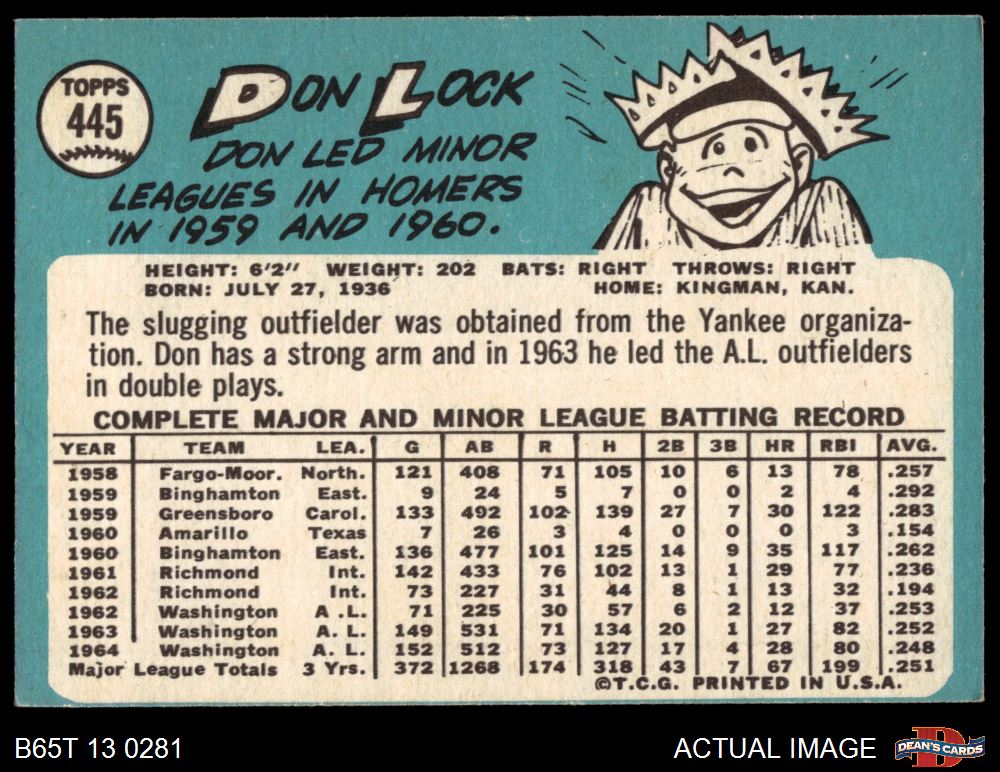 TOPPS
445
DON LOCK
DON LED MINOR
LEAGUES IN HOMERS
IN 1959 AND 1960.
HEIGHT: 6'2" WEIGHT: 202 BATS: RIGHT THROWS: RIGHT
BORN: JULY 27, 1936 HOME: KINGMAN, KAN.
The slugging outfielder was obtained from the Yankee organiza-
tion. Don has a strong arm and in 1963 he led the A.L. outfielders
in double plays.
COMPLETE MAJOR AND MINOR LEAGUE BATTING RECORD
YEAR TEAM LEA. G AB R H 2B 3B HR RBI AVG.
1958 Fargo-Moor. North. 121 408 71 105 10 6 13 78 .257
1959 Binghamton East. 9 24 5 7 0 0 2 4 .292
1959 Greensboro Carol. 133 492 102 139 27 7 30 122 .283
1960 Amarillo Texas 7 26 3 4 0 0 0 3 .154
1960 Binghamton East. 136 477 101 125 14 9 35 117 .262
1961 Richmond Int. 142 433 76 102 13 1 29 77 .236
1962 Richmond Int. 73 227 31 44 8 1 13 32 .194
1962 Washington A.L. 71 225 30 57 6 2 12 37 .253
1963 Washington A. L. 149 531 71 134 20 1 27 82 .252
1964 Washington A. L. 152 512 73 127 17 4 28 80 .248
Major League Totals 3 Yrs. 372 1268 174 318 43 7 67 199 .251
©T.C.G. PRINTED IN U.S.A.
B65T 13 0281 ACTUAL IMAGE
D
DEAN'S CARDS